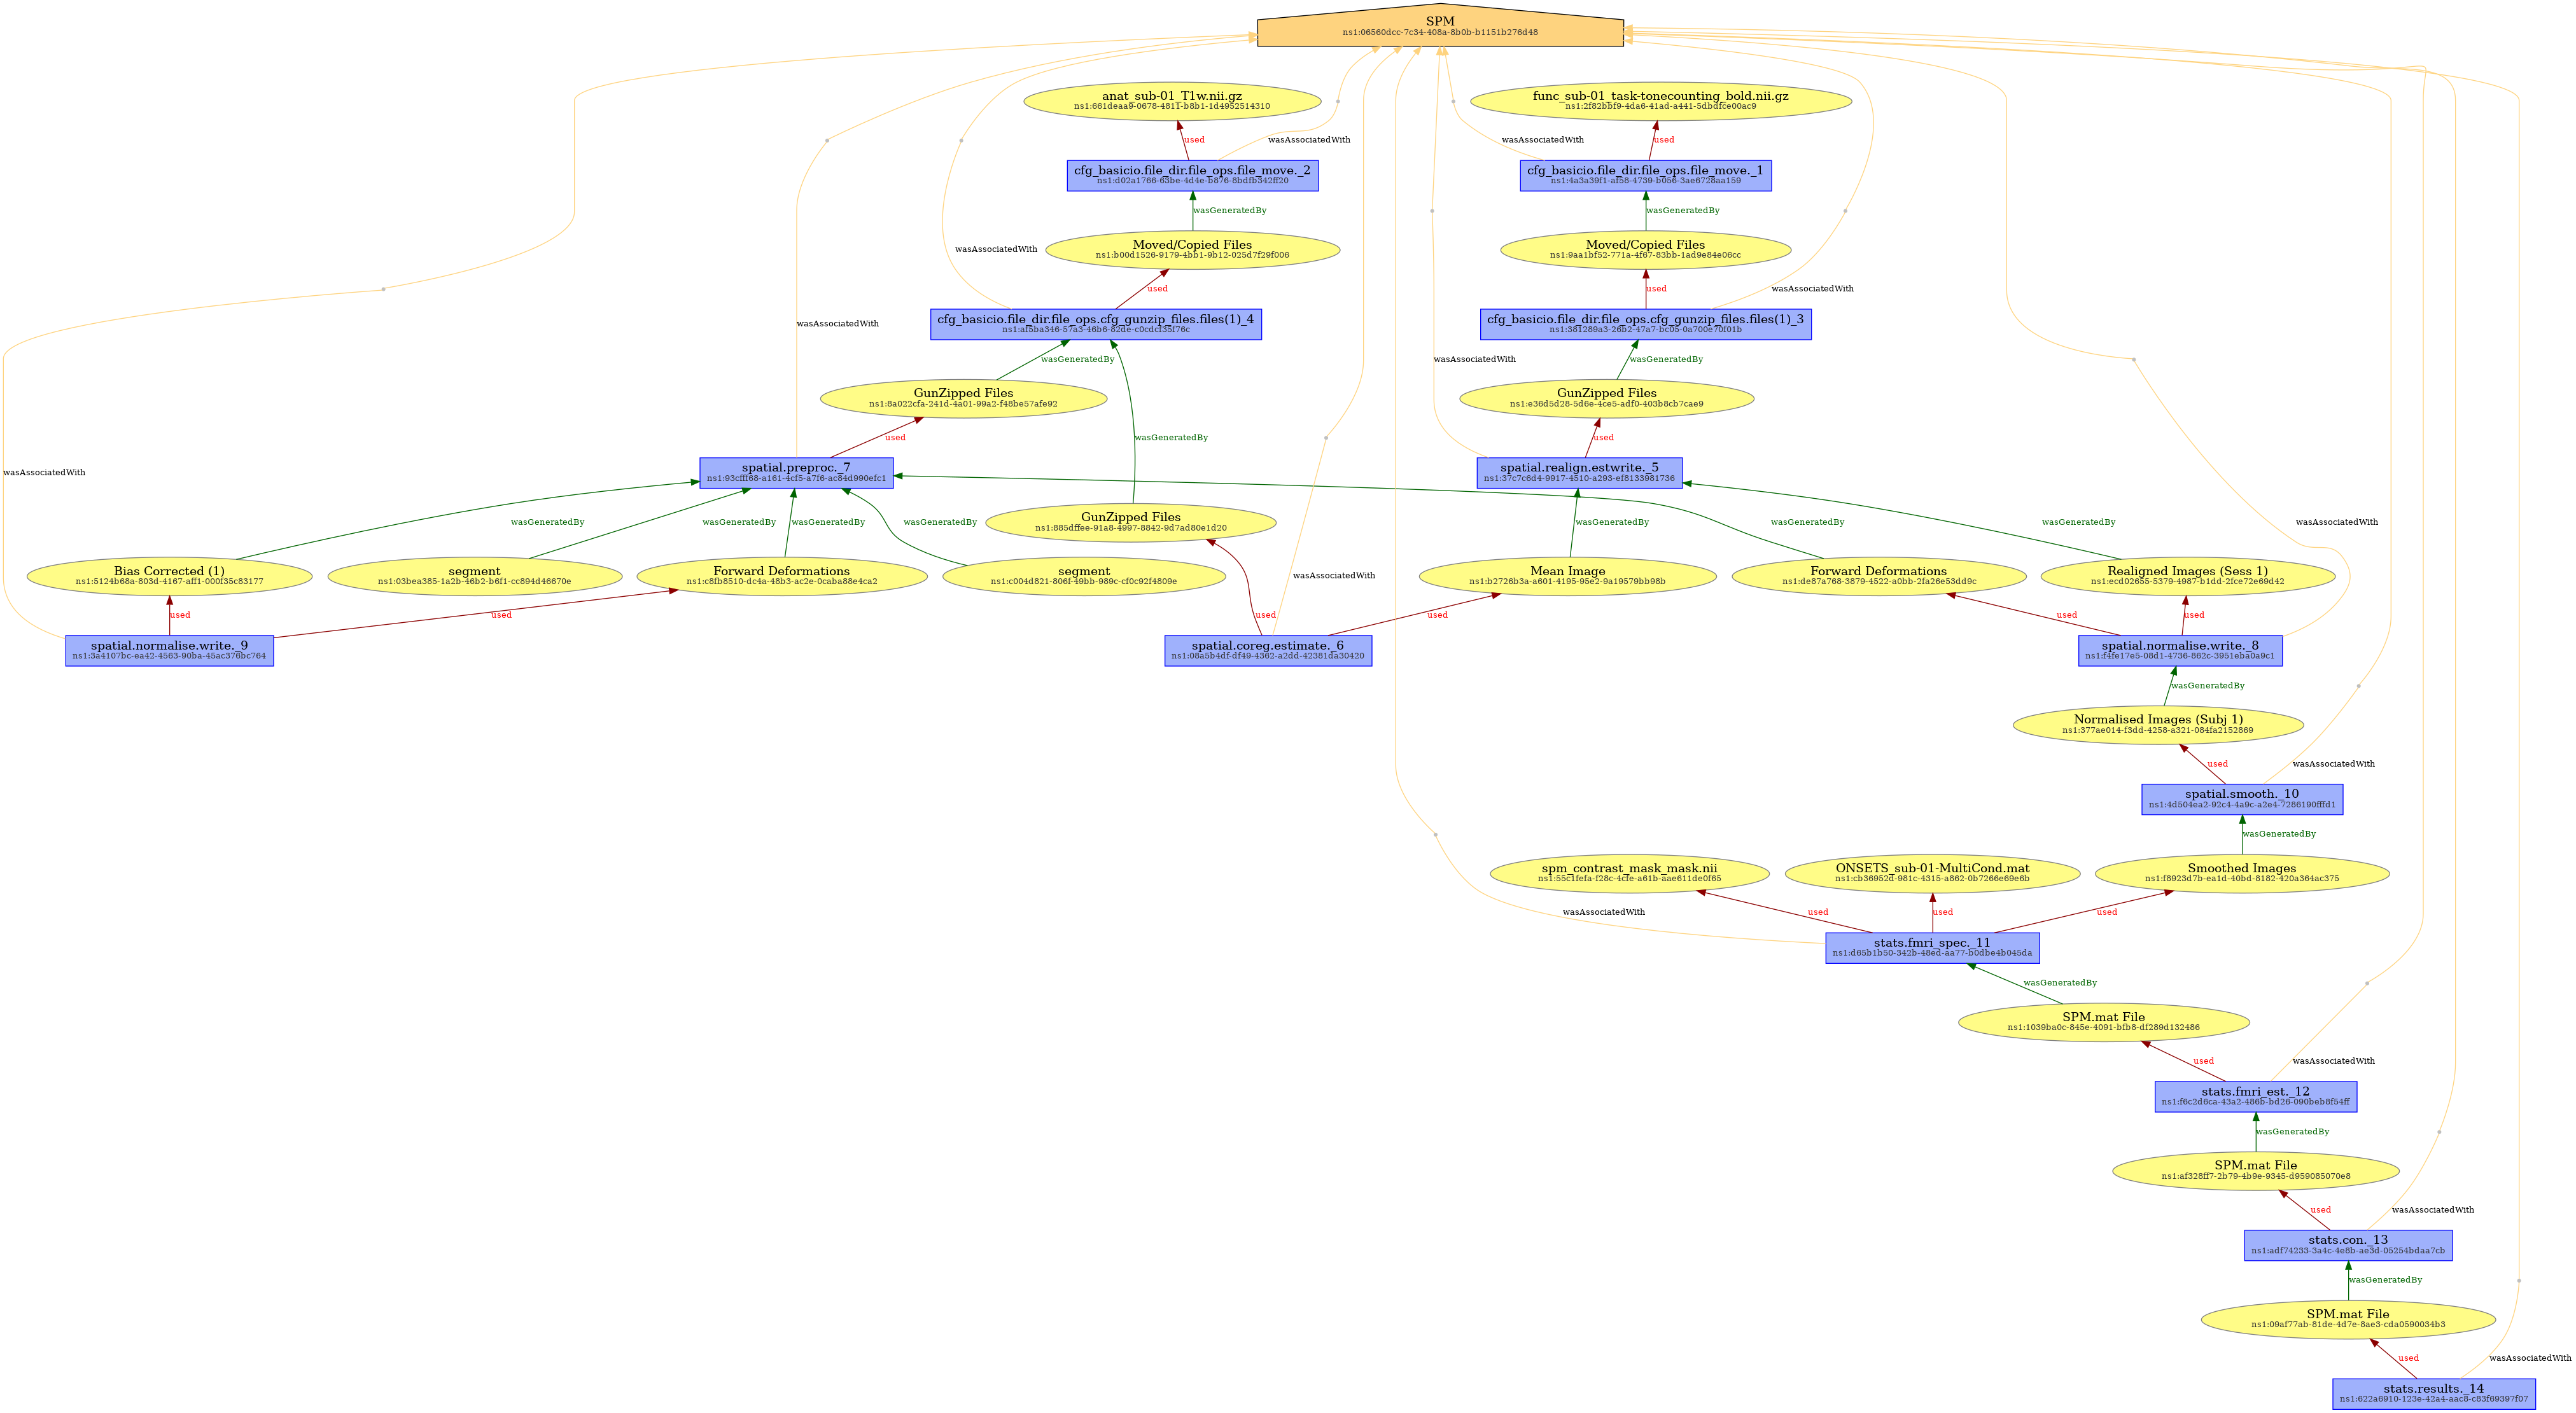 SPM
ns1:06560dcc-7c34-408a-8b0b-b1151b276d48
anat_sub-01_T1w.nii.gz
ns1:661deaa9-0678-4811-b8b1-1d4952514310
func_sub-01_task-tonecounting_bold.nii.gz
ns1:2f82bbf9-4da6-41ad-a441-5dbdfce00ac9
used
wasAssociatedWith
wasAssociatedWith
used
cfg_basicio.file_dir.file_ops.file_move._2
ns1:d02a1766-63be-4d4e-b876-8bdfb342ff20
cfg_basicio.file_dir.file_ops.file_move._1
ns1:4a3a39f1-af58-4739-b056-3ae6728aa159
wasGeneratedBy
wasGeneratedBy
wasAssociatedWith
Moved/Copied Files
ns1:b00d1526-9179-4bb1-9b12-025d7f29f006
Moved/Copied Files
ns1:9aa1bf52-771a-4f67-83bb-1ad9e84e06cc
used
used
wasAssociatedWith
cfg_basicio.file_dir.file_ops.cfg_gunzip_files.files(1)_4
ns1:af5ba346-57a3-46b6-82de-c0cdcf35f76c
cfg_basicio.file_dir.file_ops.cfg_gunzip_files.files(1)_3
ns1:381289a3-26b2-47a7-bc05-0a700e70f01b
wasAssociatedWith
wasGeneratedBy
wasAssociatedWith
wasGeneratedBy
GunZipped Files
ns1:8a022cfa-241d-4a01-99a2-f48be57afe92
GunZipped Files
ns1:e36d5d28-5d6e-4ce5-adf0-403b8cb7cae9
used
wasGeneratedBy
used
wasAssociatedWith
spatial.preproc._7
ns1:93cfff68-a161-4cf5-a7f6-ac84d990efc1
spatial.realign.estwrite._5
ns1:37c7c6d4-9917-4510-a293-ef8133981736
wasGeneratedBy
wasGeneratedBy
wasGeneratedBy
wasGeneratedBy
GunZipped Files
ns1:885dffee-91a8-4997-8842-9d7ad80e1d20
wasGeneratedBy
wasGeneratedBy
wasGeneratedBy
wasAssociatedWith
Bias Corrected (1)
ns1:5124b68a-803d-4167-aff1-000f35c83177
segment
ns1:03bea385-1a2b-46b2-b6f1-cc894d46670e
Forward Deformations
ns1:c8fb8510-dc4a-48b3-ac2e-0caba88e4ca2
segment
ns1:c004d821-806f-49bb-989c-cf0c92f4809e
wasAssociatedWith
Mean Image
ns1:b2726b3a-a601-4195-95e2-9a19579bb98b
Forward Deformations
ns1:de87a768-3879-4522-a0bb-2fa26e53dd9c
Realigned Images (Sess 1)
ns1:ecd02655-5379-4987-b1dd-2fce72e69d42
used
used
used
used
used
used
spatial.normalise.write._9
ns1:3a4107bc-ea42-4563-90ba-45ac376bc764
spatial.coreg.estimate._6
ns1:08a5b4df-df49-4362-a2dd-42381da30420
spatial.normalise.write._8
ns1:f4fe17e5-08d1-4736-862c-3951eba0a9c1
wasGeneratedBy
Normalised Images (Subj 1)
ns1:377ae014-f3dd-4258-a321-084fa2152869
used
wasAssociatedWith
spatial.smooth._10
ns1:4d504ea2-92c4-4a9c-a2e4-7286190fffd1
wasGeneratedBy
spm_contrast_mask_mask.nii
ns1:55c1fefa-f28c-4cfe-a61b-aae611de0f65
ONSETS_sub-01-MultiCond.mat
ns1:cb36952d-981c-4315-a862-0b7266e69e6b
Smoothed Images
ns1:f8923d7b-ea1d-40bd-8182-420a364ac375
wasAssociatedWith
used
used
used
stats.fmri_spec._11
ns1:d65b1b50-342b-48ed-aa77-b0dbe4b045da
wasGeneratedBy
SPM.mat File
ns1:1039ba0c-845e-4091-bfb8-df289d132486
used
wasAssociatedWith
stats.fmri_est._12
ns1:f6c2d6ca-43a2-486b-bd26-090beb8f54ff
wasGeneratedBy
SPM.mat File
ns1:af328ff7-2b79-4b9e-9345-d959085070e8
used
wasAssociatedWith
stats.con._13
ns1:adf74233-3a4c-4e8b-ae3d-05254bdaa7cb
wasGeneratedBy
SPM.mat File
ns1:09af77ab-81de-4d7e-8ae3-cda0590034b3
used
wasAssociatedWith
stats.results._14
ns1:622a6910-123e-42a4-aac8-c83f69397f07